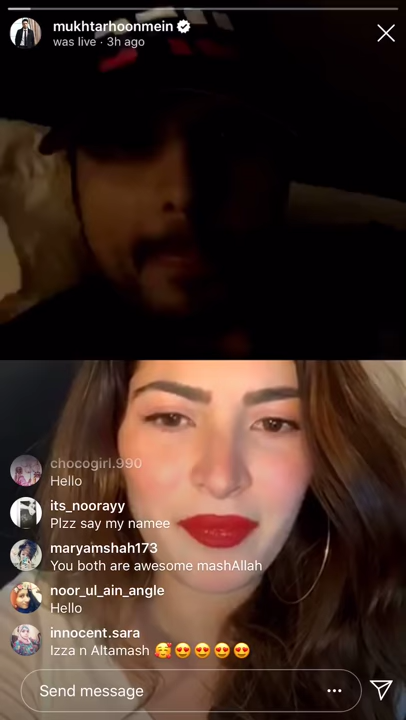 mukhtarhoonmein
was live · 3h ago
chocogirl.990
Hello
its_noorayy
Plzz say my namee
maryamshah173
You both are awesome mashAllah
noor_ul_ain_angle
Hello
innocent.sara
Izza n Altamash 🥰😍😍😍😍
Send message